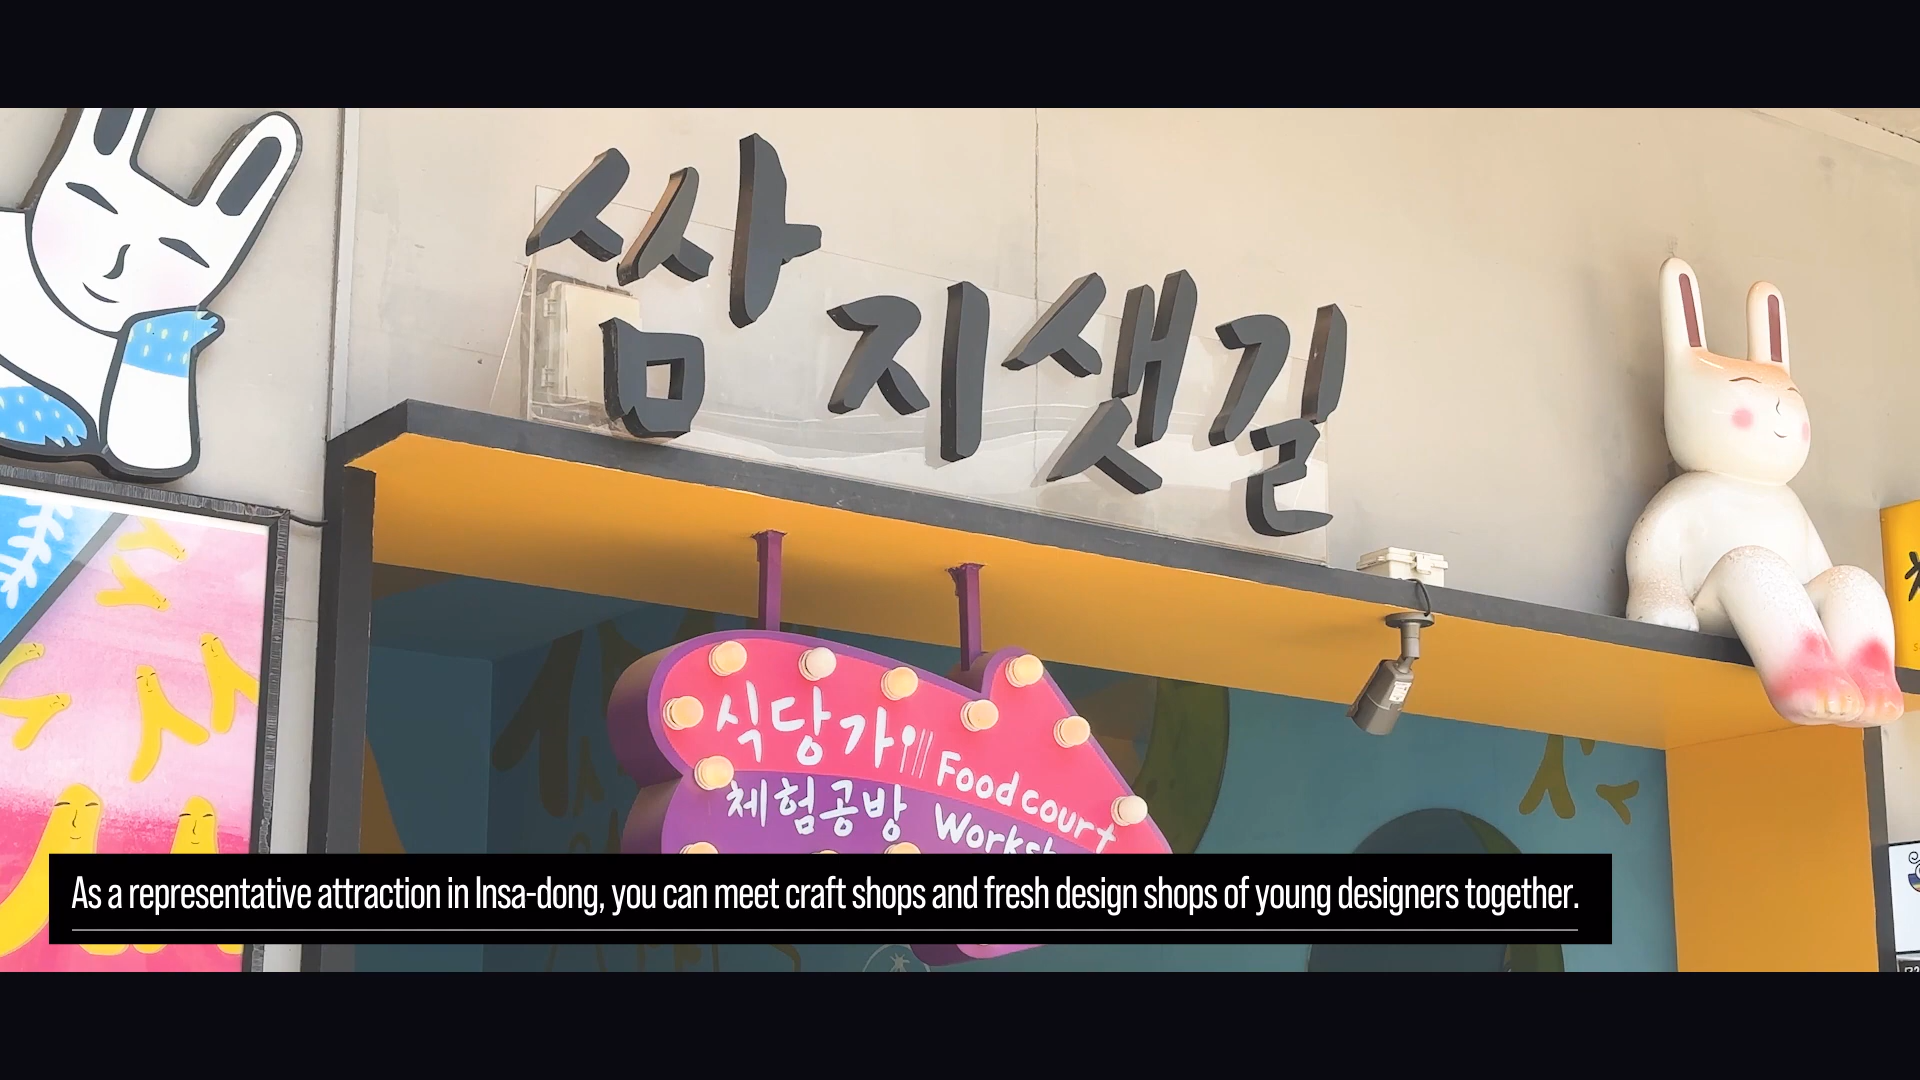 쌈지샛길
식당가 Food court
체험공방
As a representative attraction in Insa-dong, you can meet craft shops and fresh design shops of young designers together.